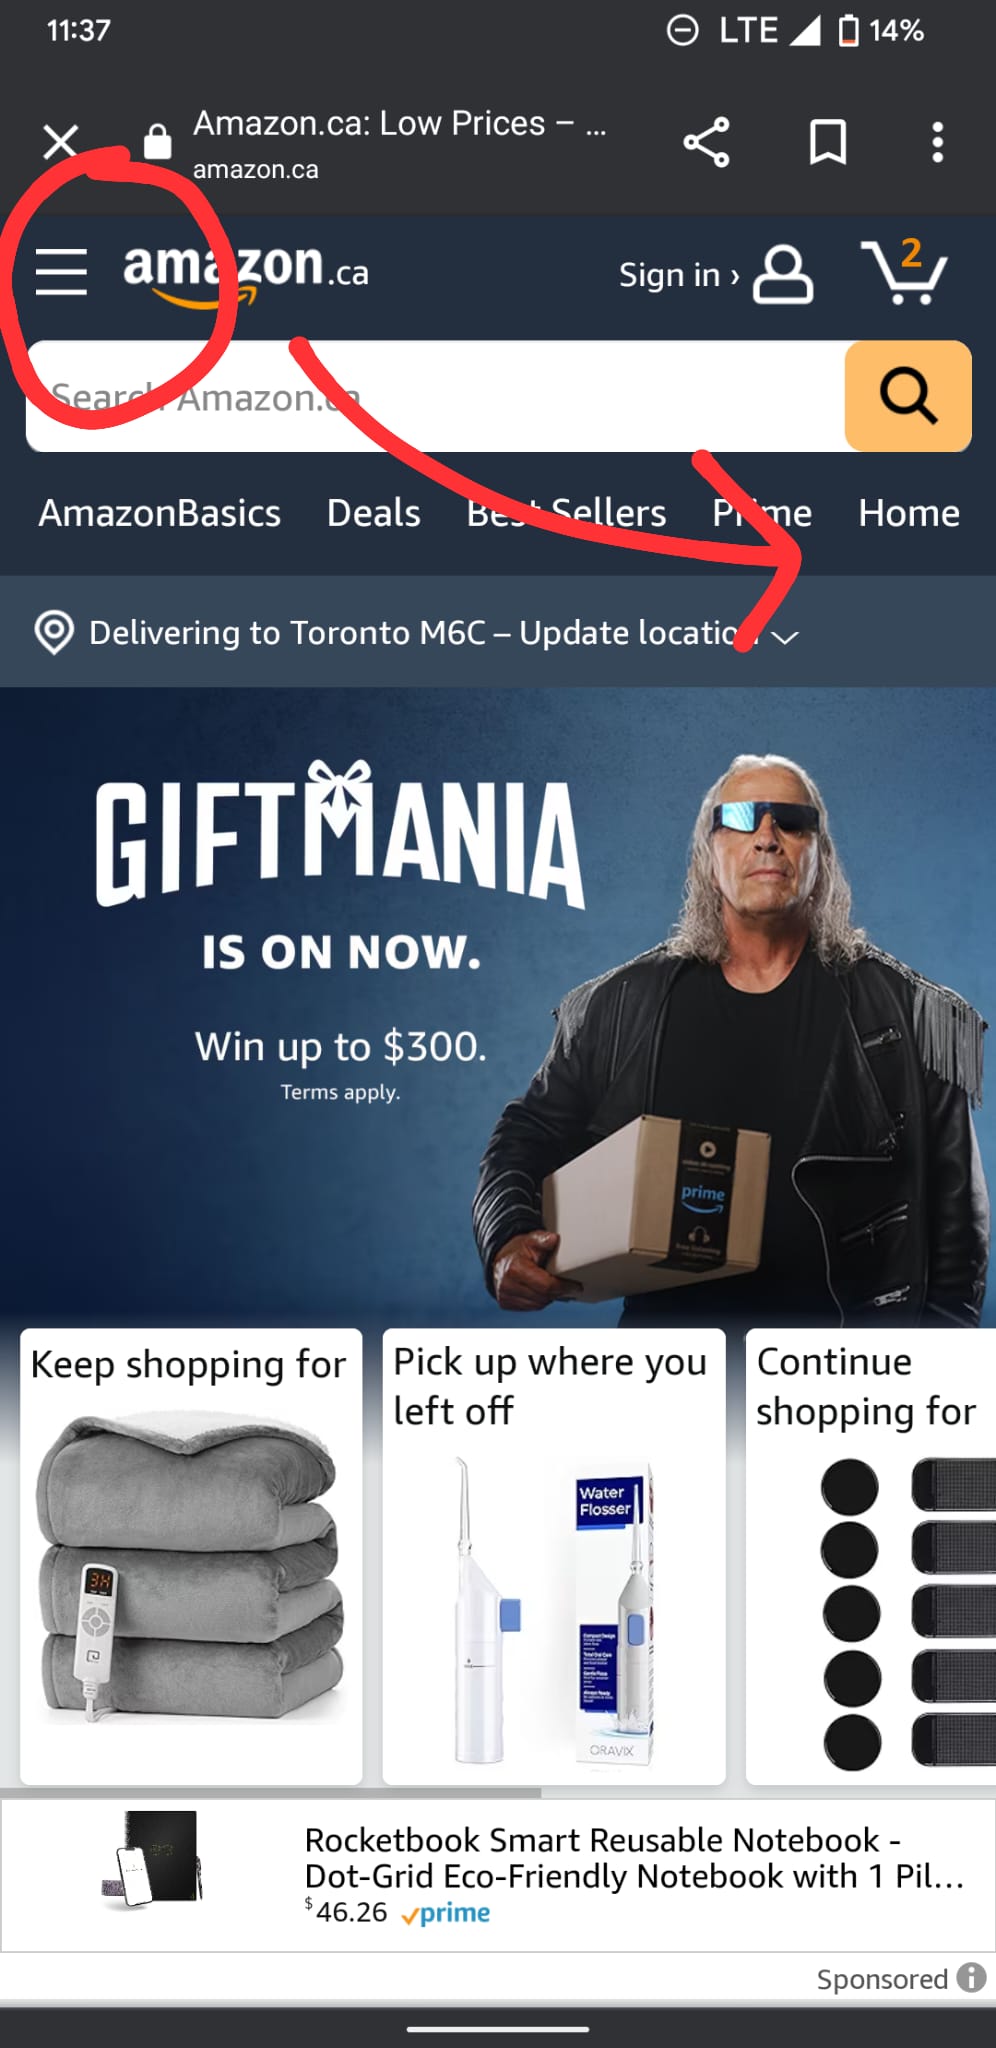 11:37
LTE 14%
Amazon.ca: Low Prices – ...
amazon.ca
amazon.ca
Sign in ›
2
Search Amazon.ca
AmazonBasics Deals Best Sellers Prime Home
Delivering to Toronto M6C – Update location
GIFTMANIA
IS ON NOW.
Win up to $300.
Terms apply.
prime
Keep shopping for
Pick up where you
left off
Continue
shopping for
3H
Water
Flosser
ORAVIX
Rocketbook Smart Reusable Notebook -
Dot-Grid Eco-Friendly Notebook with 1 Pil...
$46.26 prime
Sponsored